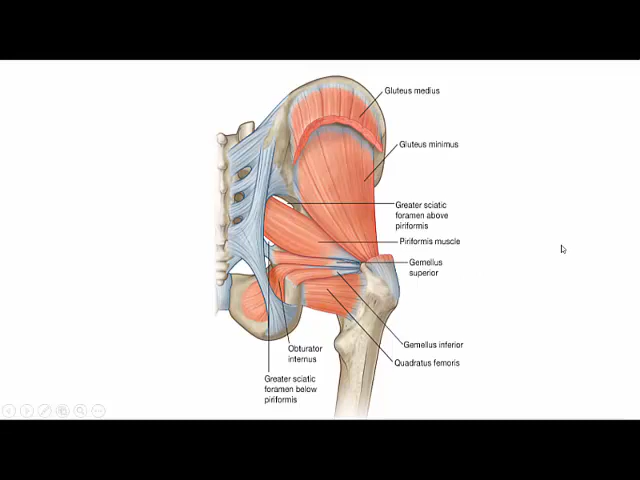 Gluteus medius
Gluteus minimus
Greater sciatic
foramen above
piriformis
Piriformis muscle
Gemellus
superior
Gemellus inferior
Obturator
internus
Quadratus femoris
Greater sciatic
foramen below
piriformis